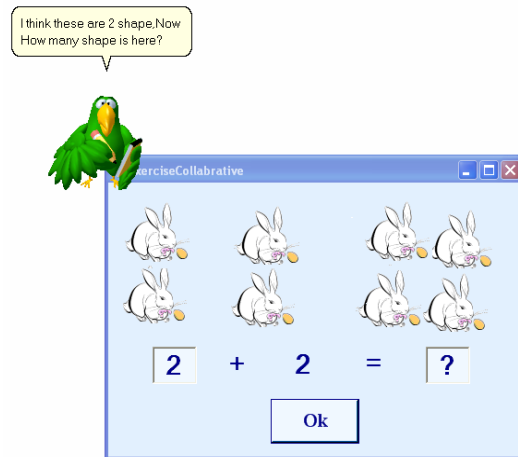 I think these are 2 shape,Now
How many shape is here?
xerciseCollabrative
2 + 2 = ?
Ok